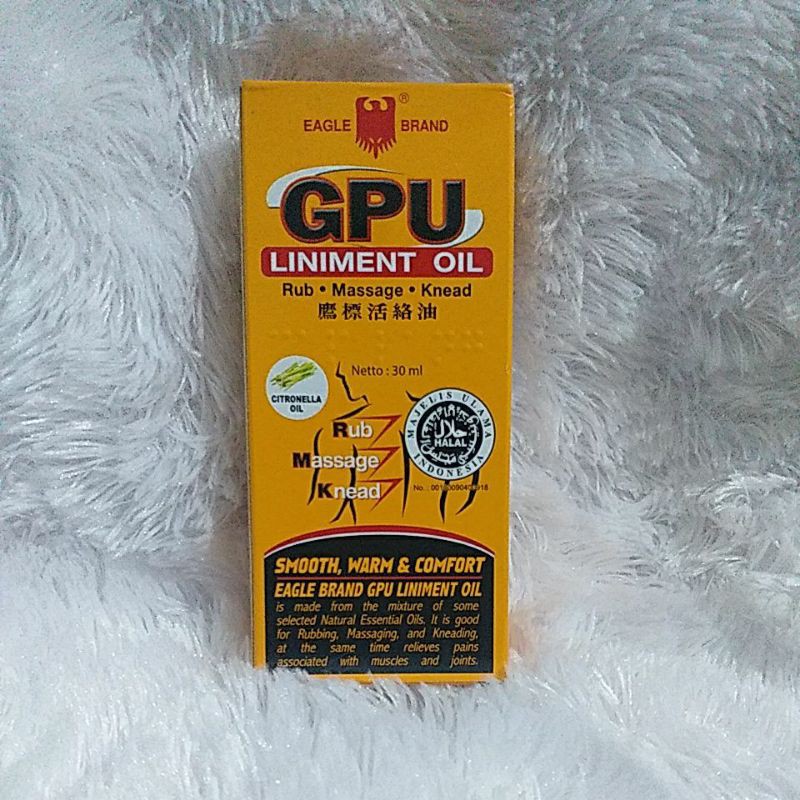 EAGLE ® BRAND
GPU
LINIMENT OIL
Rub • Massage • Knead
鷹標活絡油
Netto : 30 ml
CITRONELLA
OIL
Rub
Massage
Knead
MAJELIS ULAMA
حلال
HALAL
INDONESIA
SMOOTH, WARM & COMFORT
EAGLE BRAND GPU LINIMENT OIL
is made from the mixture of some
selected Natural Essential Oils. It is good
for Rubbing, Massaging, and Kneading,
at the same time relieves pains
associated with muscles and joints.